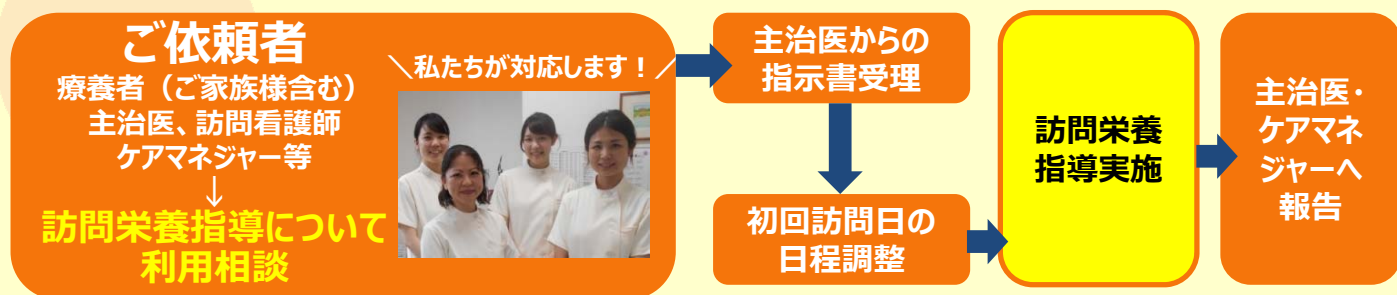 ご依頼者
療養者（ご家族様含む）
主治医、訪問看護師
ケアマネジャー等
↓
訪問栄養指導について
利用相談
＼私たちが対応します！／
主治医からの
指示書受理
初回訪問日の
日程調整
訪問栄養
指導実施
主治医・
ケアマネ
ジャーへ
報告